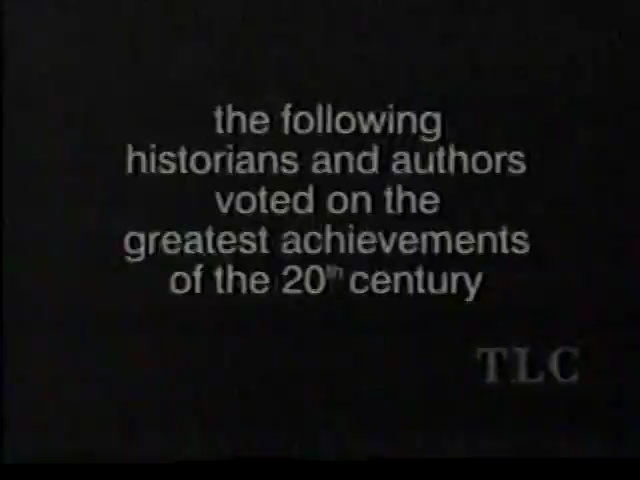 the following
historians and authors
voted on the
greatest achievements
of the 20th century
TLC